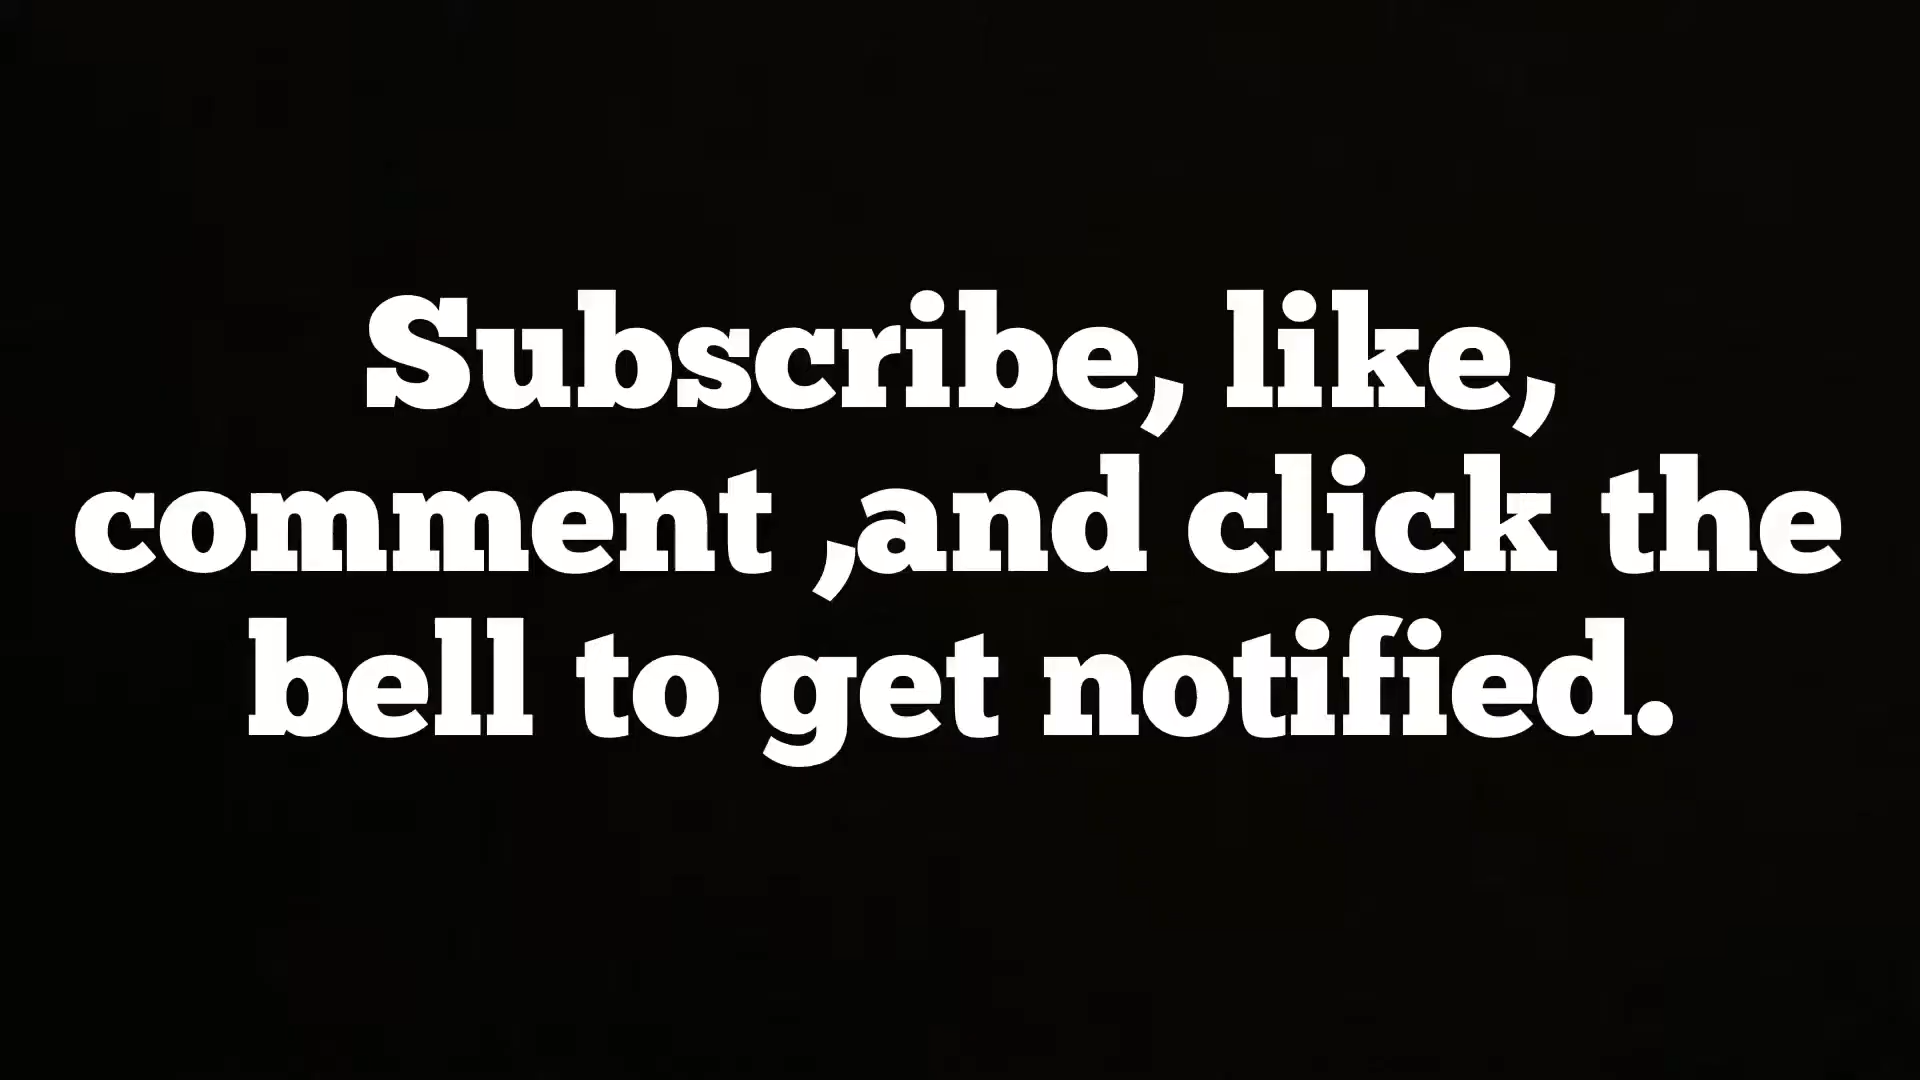 Subscribe, like,
comment ,and click the
bell to get notified.